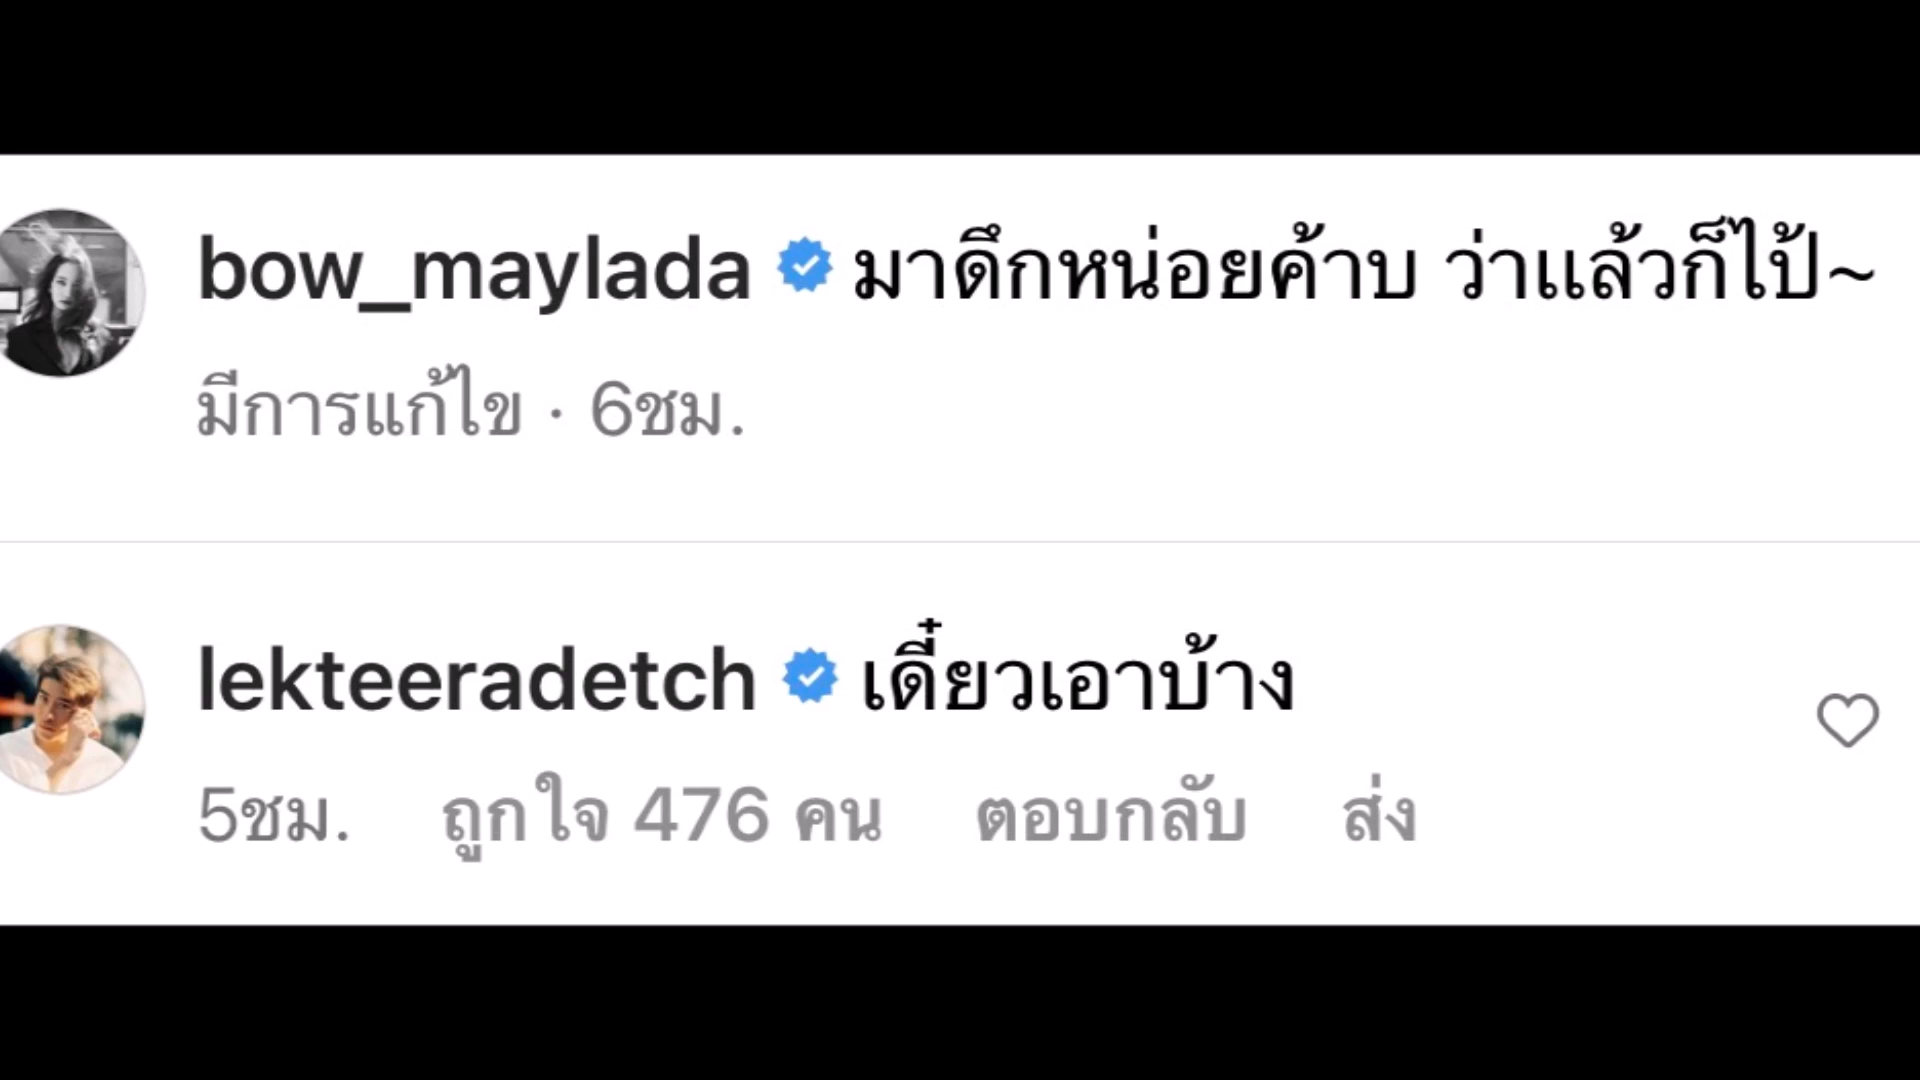 bow_maylada มาดึกหน่อยค้าบ ว่าแล้วก็ไป้~
มีการแก้ไข · 6ชม.
lekteeradetch เดี๋ยวเอาบ้าง
5ชม. ถูกใจ 476 คน ตอบกลับ ส่ง